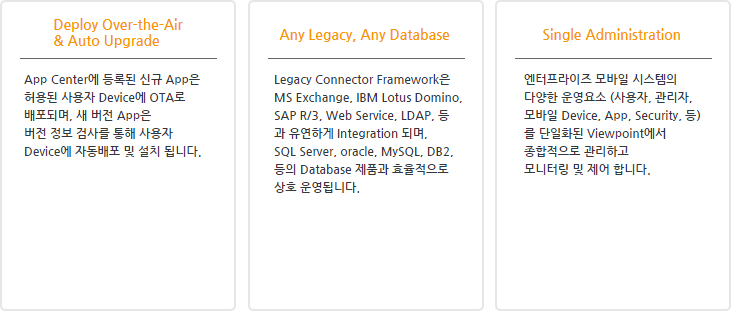 Deploy Over-the-Air
& Auto Upgrade
App Center에 등록된 신규 App은
허용된 사용자 Device에 OTA로
배포되며, 새 버전 App은
버전 정보 검사를 통해 사용자
Device에 자동배포 및 설치 됩니다.
Any Legacy, Any Database
Legacy Connector Framework은
MS Exchange, IBM Lotus Domino,
SAP R/3, Web Service, LDAP, 등
과 유연하게 Integration 되며,
SQL Server, oracle, MySQL, DB2,
등의 Database 제품과 효율적으로
상호 운영됩니다.
Single Administration
엔터프라이즈 모바일 시스템의
다양한 운영요소 (사용자, 관리자,
모바일 Device, App, Security, 등)
를 단일화된 Viewpoint에서
종합적으로 관리하고
모니터링 및 제어 합니다.